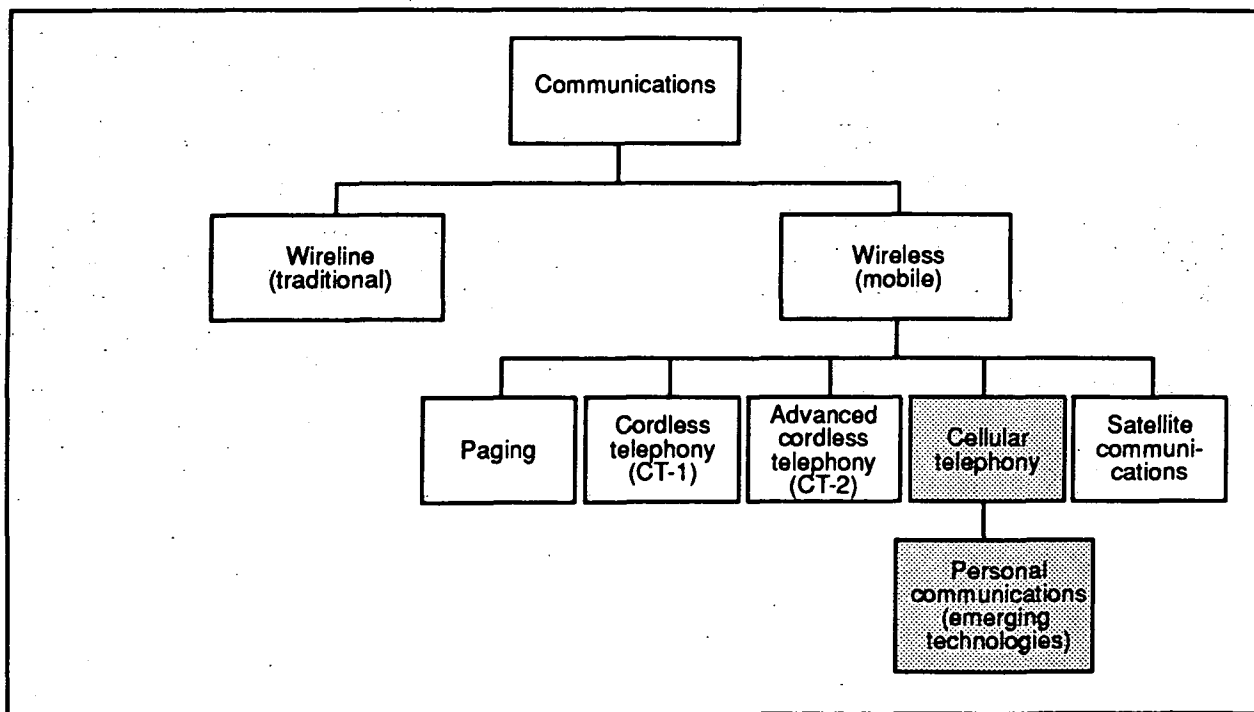 Communications
Wireline
(traditional)
Wireless
(mobile)
Paging
Cordless
telephony
(CT-1)
Advanced
cordless
telephony
(CT-2)
Cellular
telephony
Satellite
communi-
cations
Personal
communications
(emerging
technologies)